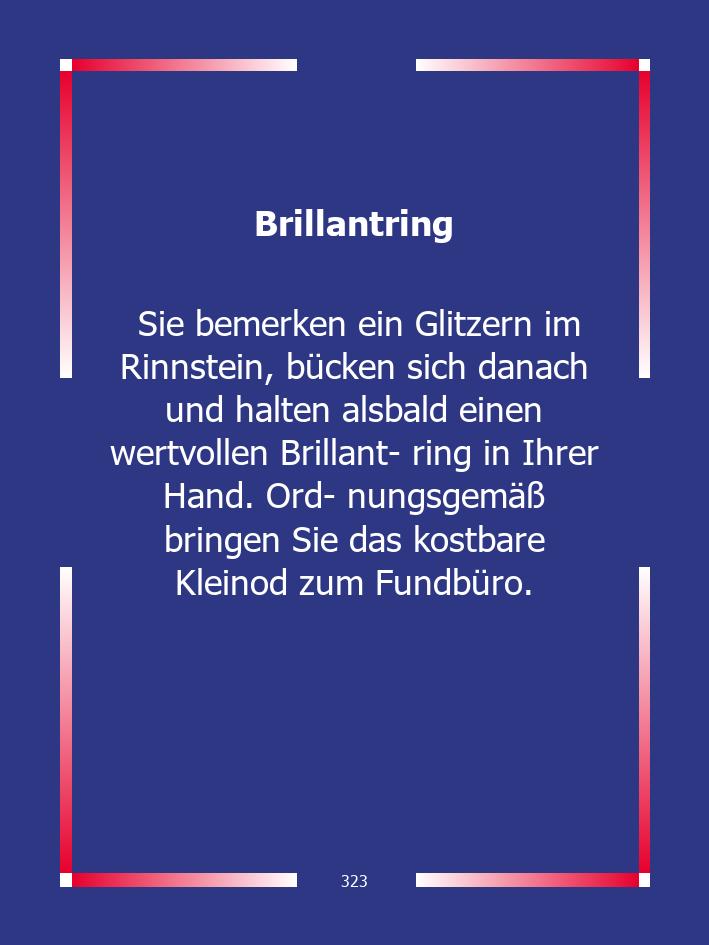 Brillantring
Sie bemerken ein Glitzern im
Rinnstein, bücken sich danach
und halten alsbald einen
wertvollen Brillant- ring in Ihrer
Hand. Ord- nungsgemäß
bringen Sie das kostbare
Kleinod zum Fundbüro.
323